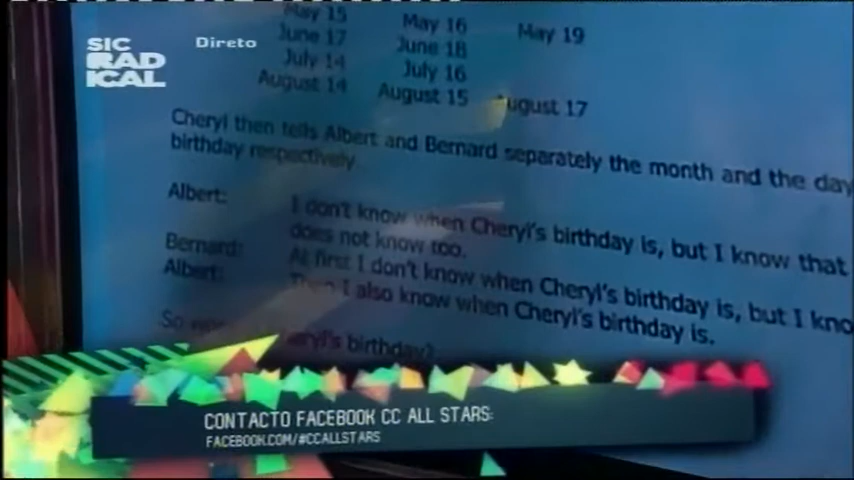 SIC
RADICAL
Direto
May 15 May 16 May 19
June 17 June 18
July 14 July 16
August 14 August 15 August 17
Cheryl then tells Albert and Bernard separately the month and the day
birthday respectively.
Albert: I don't know when Cheryl's birthday is, but I know that
does not know too.
Bernard: At first I don't know when Cheryl's birthday is, but I kno
Albert: Then I also know when Cheryl's birthday is.
So Cheryl's birthday?
CONTACTO FACEBOOK CC ALL STARS:
FACEBOOK.COM/#CCALLSTARS